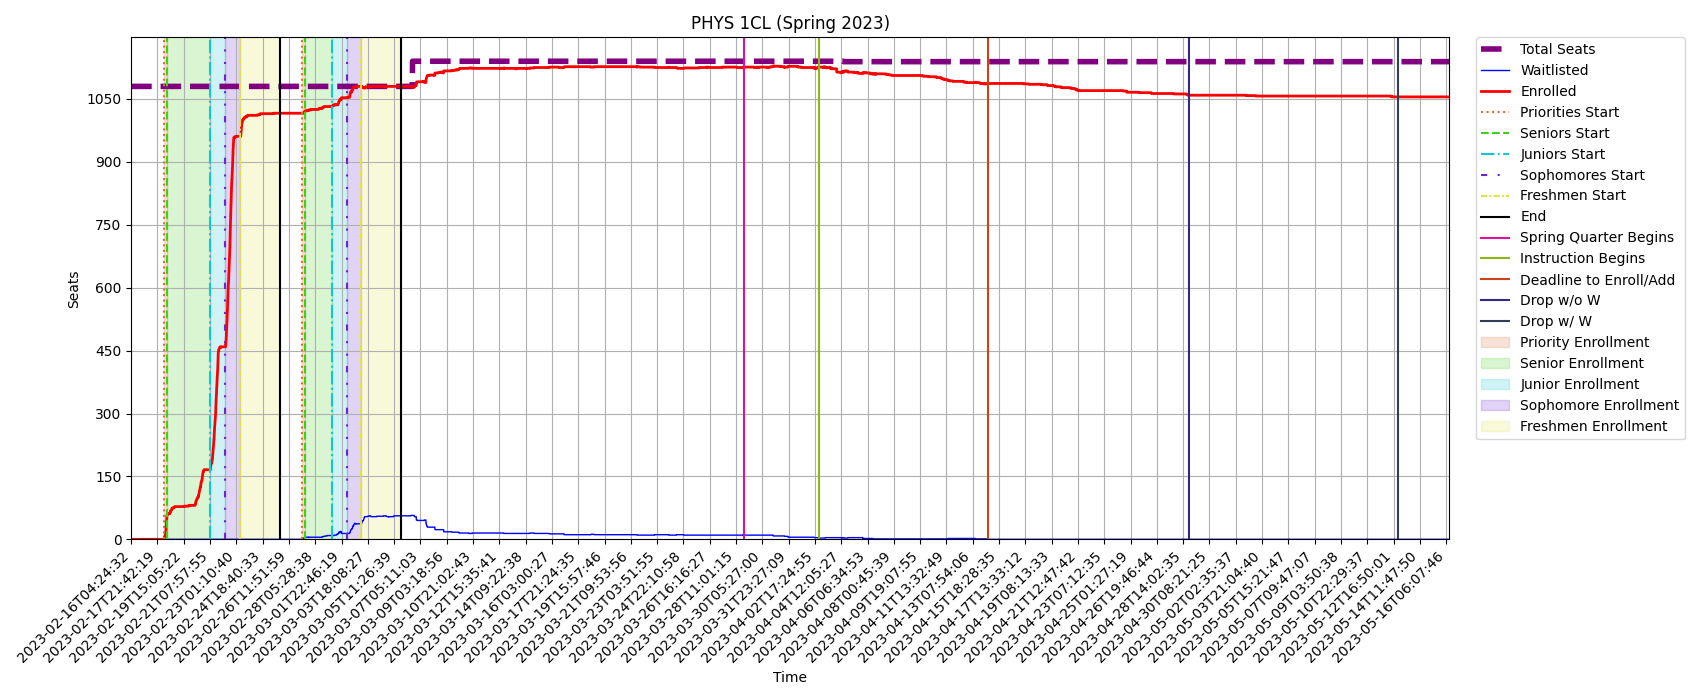 PHYS 1CL (Spring 2023)
Seats
1050
900
750
600
450
300
150
0
2023-02-16T04:24:32
2023-02-17T21:42:19
2023-02-19T15:05:22
2023-02-21T07:57:55
2023-02-23T01:10:40
2023-02-24T18:40:33
2023-02-26T11:51:59
2023-02-28T05:28:38
2023-03-01T22:46:19
2023-03-03T18:08:27
2023-03-05T11:26:39
2023-03-07T05:11:03
2023-03-09T03:18:56
2023-03-10T21:02:43
2023-03-12T15:35:41
2023-03-14T09:22:38
2023-03-16T03:00:27
2023-03-17T21:24:35
2023-03-19T15:57:46
2023-03-21T09:53:56
2023-03-23T03:51:55
2023-03-24T22:10:58
2023-03-26T16:16:27
2023-03-28T11:01:15
2023-03-30T05:27:00
2023-03-31T23:27:09
2023-04-02T17:24:55
2023-04-04T12:05:27
2023-04-06T06:34:53
2023-04-08T00:45:39
2023-04-09T19:07:55
2023-04-11T13:32:49
2023-04-13T07:54:06
2023-04-15T18:28:35
2023-04-17T13:33:12
2023-04-19T08:13:33
2023-04-21T12:47:42
2023-04-23T07:12:35
2023-04-25T01:27:19
2023-04-26T19:46:44
2023-04-28T14:02:35
2023-04-30T08:21:25
2023-05-02T02:35:37
2023-05-03T21:04:40
2023-05-05T15:21:47
2023-05-07T09:47:07
2023-05-09T03:50:38
2023-05-10T22:29:37
2023-05-12T16:50:01
2023-05-14T11:47:50
2023-05-16T06:07:46
Time
Total Seats
Waitlisted
Enrolled
Priorities Start
Seniors Start
Juniors Start
Sophomores Start
Freshmen Start
End
Spring Quarter Begins
Instruction Begins
Deadline to Enroll/Add
Drop w/o W
Drop w/ W
Priority Enrollment
Senior Enrollment
Junior Enrollment
Sophomore Enrollment
Freshmen Enrollment